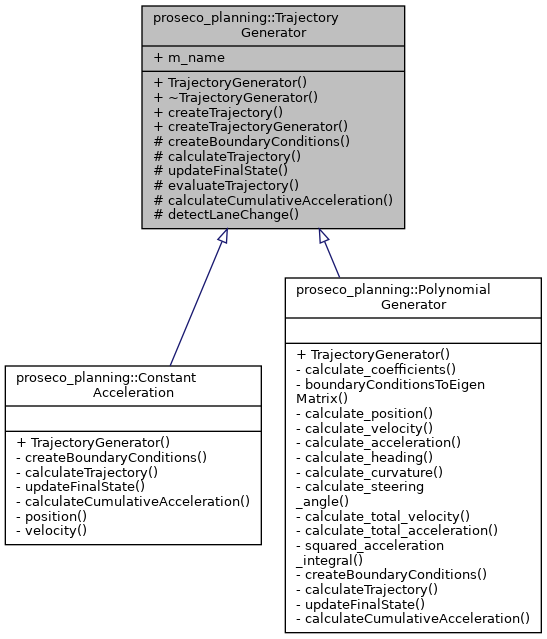 proseco_planning::Trajectory
Generator
+ m_name
+ TrajectoryGenerator()
+ ~TrajectoryGenerator()
+ createTrajectory()
+ createTrajectoryGenerator()
# createBoundaryConditions()
# calculateTrajectory()
# updateFinalState()
# evaluateTrajectory()
# calculateCumulativeAcceleration()
# detectLaneChange()
proseco_planning::Constant
Acceleration
+ TrajectoryGenerator()
- createBoundaryConditions()
- calculateTrajectory()
- updateFinalState()
- calculateCumulativeAcceleration()
- position()
- velocity()
proseco_planning::Polynomial
Generator
+ TrajectoryGenerator()
- calculate_coefficients()
- boundaryConditionsToEigen
Matrix()
- calculate_position()
- calculate_velocity()
- calculate_acceleration()
- calculate_heading()
- calculate_curvature()
- calculate_steering
_angle()
- calculate_total_velocity()
- calculate_total_acceleration()
- squared_acceleration
_integral()
- createBoundaryConditions()
- calculateTrajectory()
- updateFinalState()
- calculateCumulativeAcceleration()